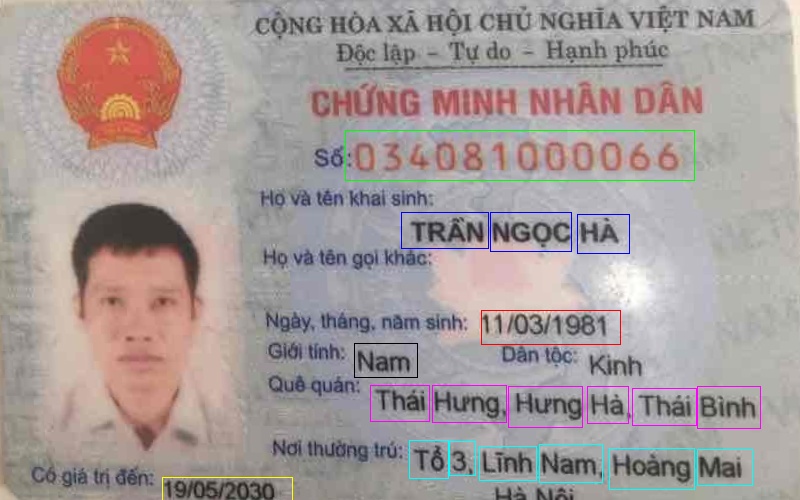 CỘNG HÒA XÃ HỘI CHỦ NGHĨA VIỆT NAM
Độc lập - Tự do - Hạnh phúc
CHỨNG MINH NHÂN DÂN
Số: 034081000066
Họ và tên khai sinh:
TRẦN NGỌC HÀ
Họ và tên gọi khác:
Ngày, tháng, năm sinh: 11/03/1981
Giới tính: Nam Dân tộc: Kinh
Quê quán: Thái Hưng, Hưng Hà, Thái Bình
Nơi thường trú: Tổ 3, Lĩnh Nam, Hoàng Mai
Có giá trị đến: 19/05/2030
Hà Nội